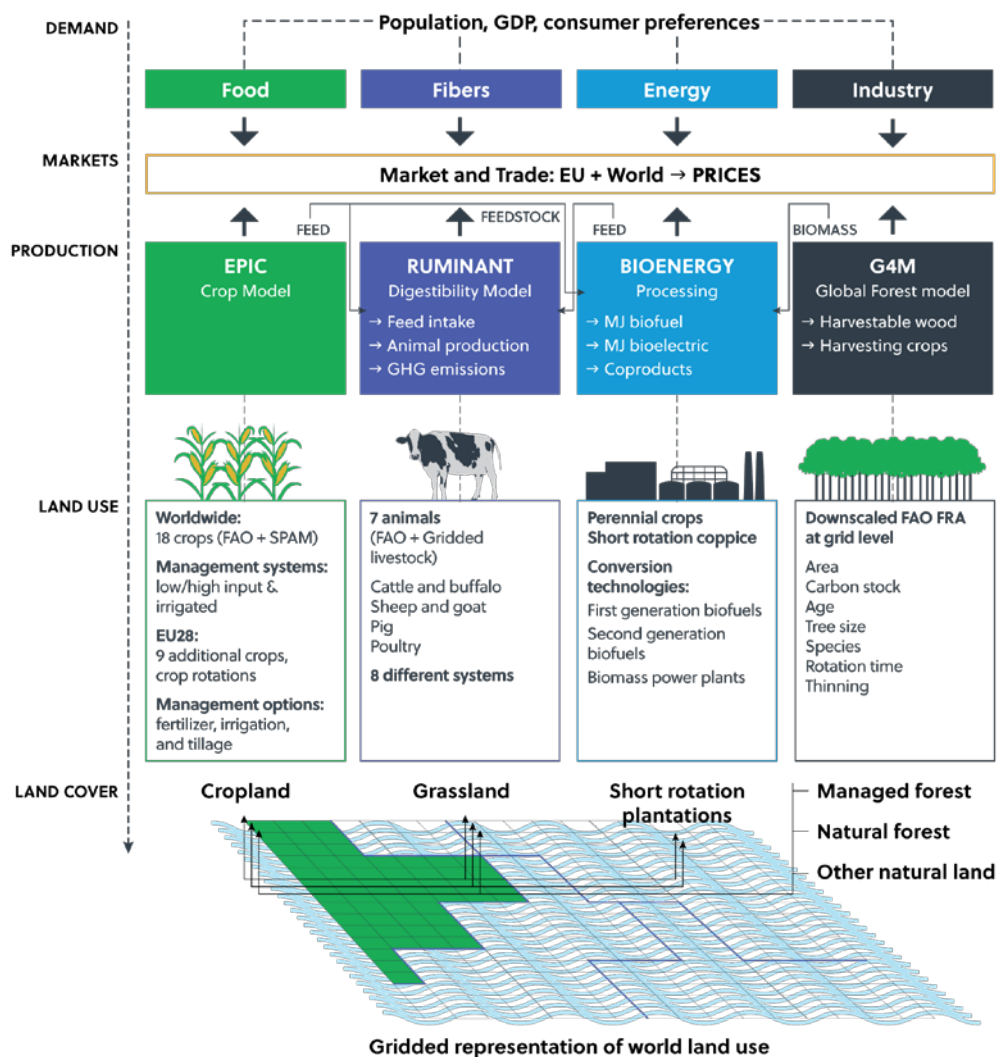 DEMAND
Population, GDP, consumer preferences
Food
Fibers
Energy
Industry
MARKETS
Market and Trade: EU + World → PRICES
FEED
FEEDSTOCK
FEED
BIOMASS
PRODUCTION
EPIC
Crop Model
RUMINANT
Digestibility Model
→ Feed intake
→ Animal production
→ GHG emissions
BIOENERGY
Processing
→ MJ biofuel
→ MJ bioelectric
→ Coproducts
G4M
Global Forest model
→ Harvestable wood
→ Harvesting crops
LAND USE
Worldwide:
18 crops (FAO + SPAM)
Management systems:
low/high input &
irrigated
EU28:
9 additional crops,
crop rotations
Management options:
fertilizer, irrigation,
and tillage
7 animals
(FAO + Gridded
livestock)
Cattle and buffalo
Sheep and goat
Pig
Poultry
8 different systems
Perennial crops
Short rotation coppice
Conversion
technologies:
First generation biofuels
Second generation
biofuels
Biomass power plants
Downscaled FAO FRA
at grid level
Area
Carbon stock
Age
Tree size
Species
Rotation time
Thinning
LAND COVER
Cropland
Grassland
Short rotation
plantations
Managed forest
Natural forest
Other natural land
Gridded representation of world land use